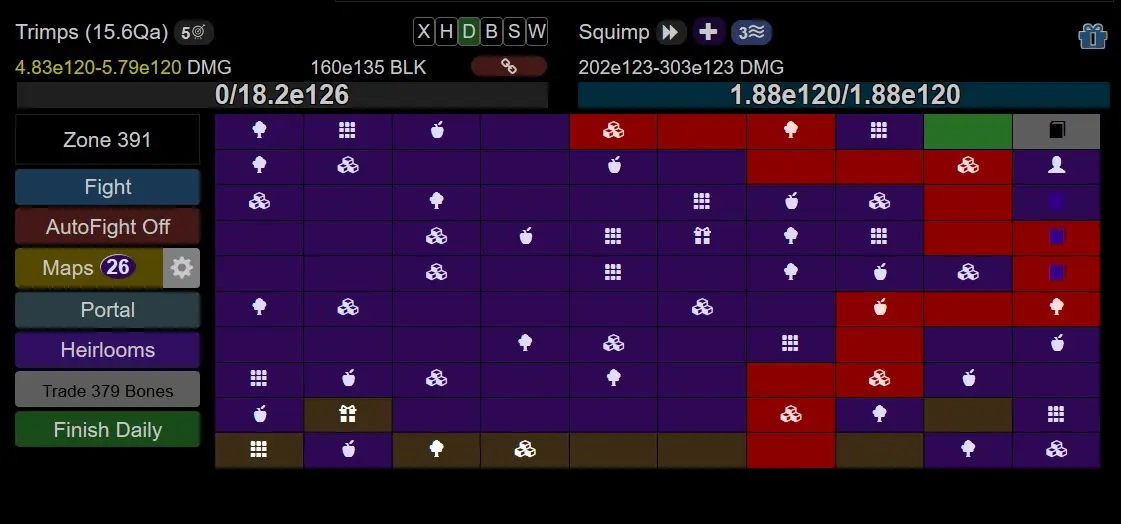 Trimps (15.6Qa) 5 X H D B S W
4.83e120-5.79e120 DMG 160e135 BLK
0/18.2e126
Squimp 3
202e123-303e123 DMG
1.88e120/1.88e120
Zone 391
Fight
AutoFight Off
Maps 26
Portal
Heirlooms
Trade 379 Bones
Finish Daily